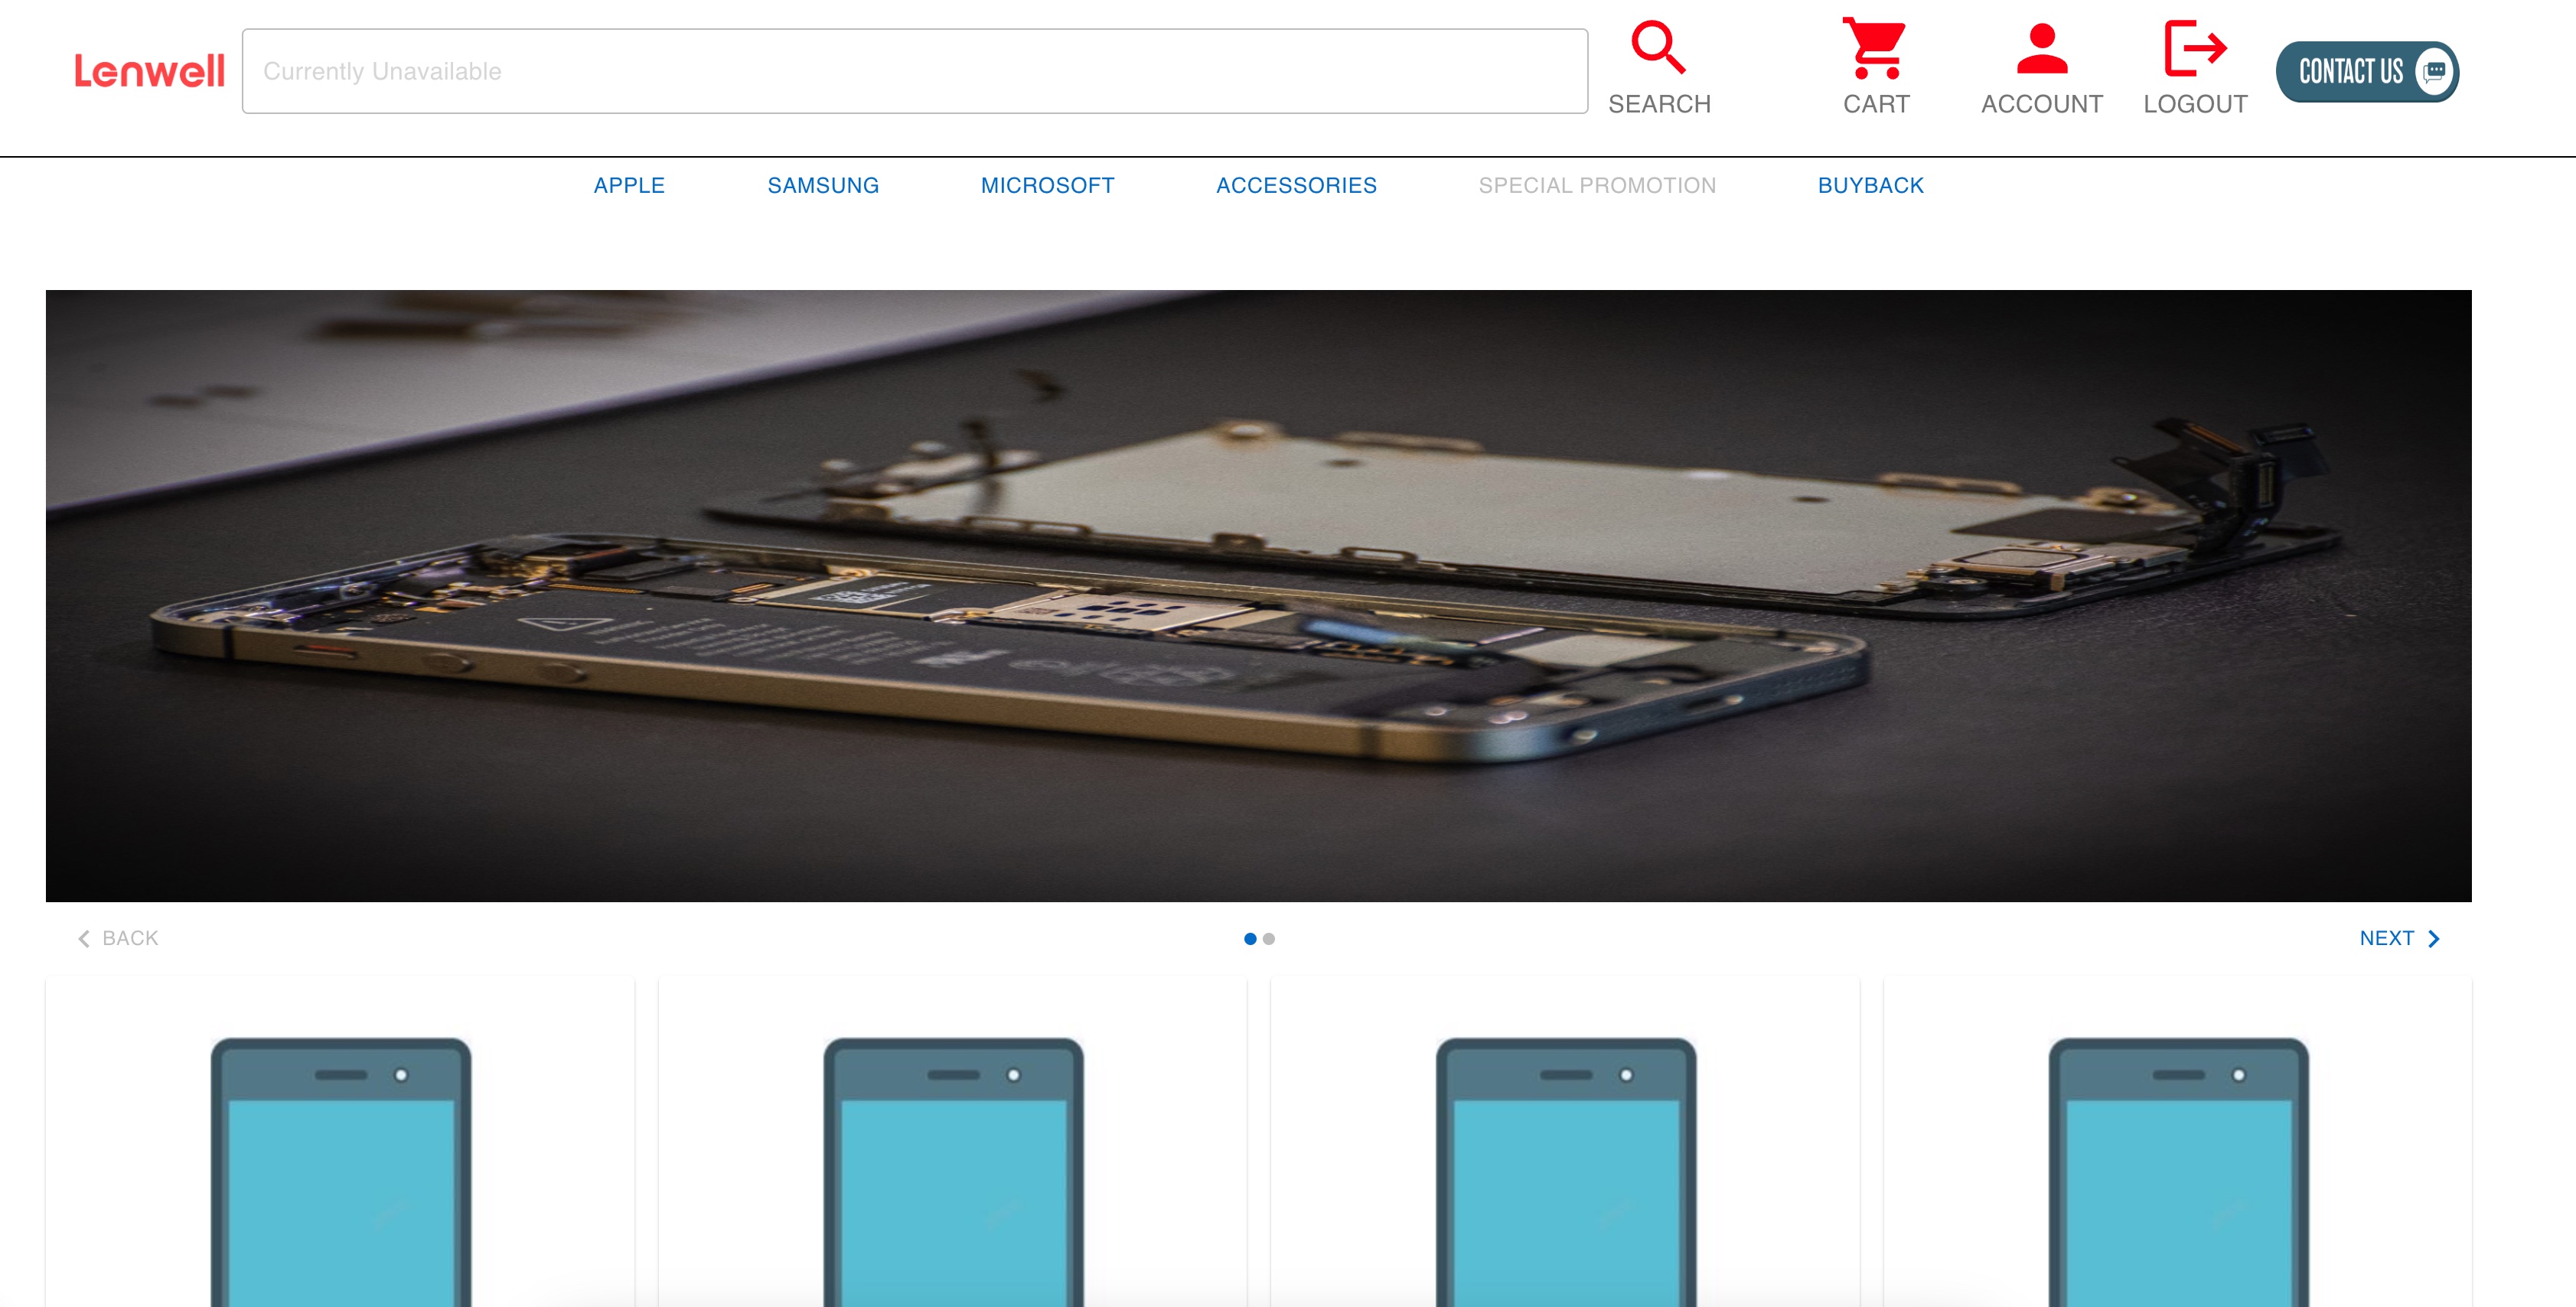 Lenwell
Currently Unavailable
SEARCH
CART
ACCOUNT
LOGOUT
CONTACT US
APPLE
SAMSUNG
MICROSOFT
ACCESSORIES
SPECIAL PROMOTION
BUYBACK
BACK
NEXT